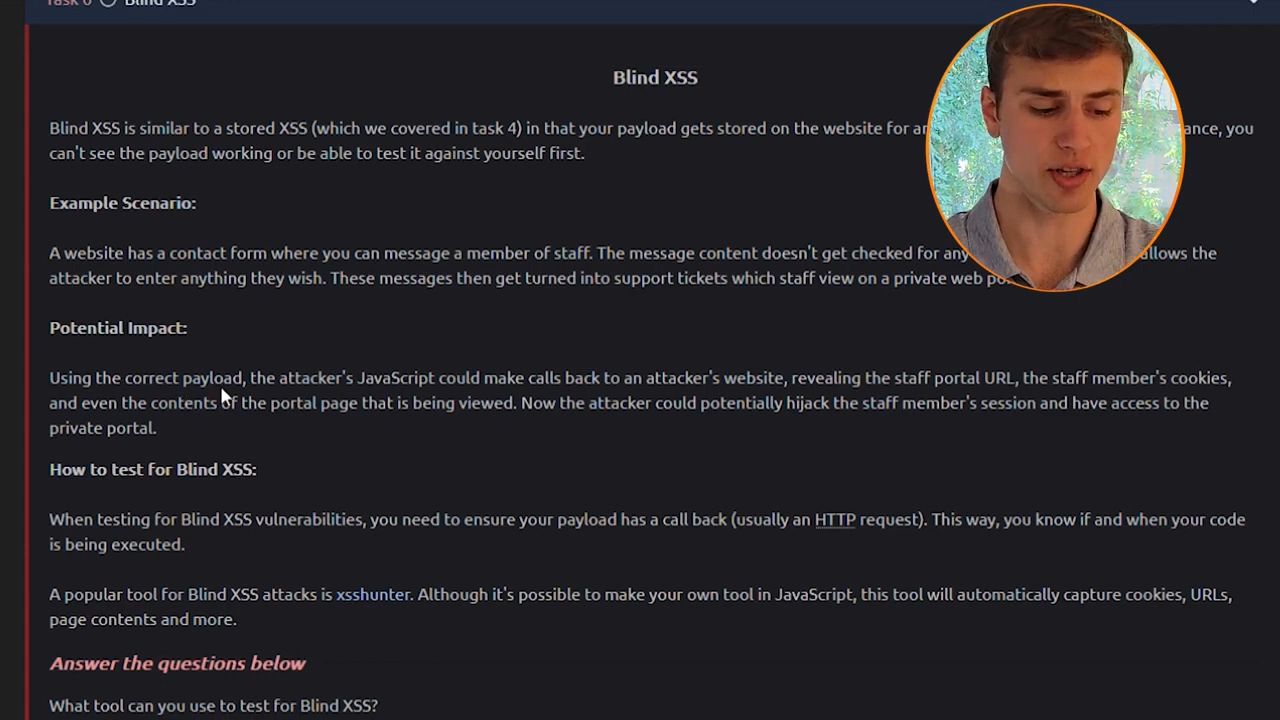 Task 6 Blind XSS
Blind XSS
Blind XSS is similar to a stored XSS (which we covered in task 4) in that your payload gets stored on the website for an ance, you
can't see the payload working or be able to test it against yourself first.
Example Scenario:
A website has a contact form where you can message a member of staff. The message content doesn't get checked for any allows the
attacker to enter anything they wish. These messages then get turned into support tickets which staff view on a private web po
Potential Impact:
Using the correct payload, the attacker's JavaScript could make calls back to an attacker's website, revealing the staff portal URL, the staff member's cookies,
and even the contents of the portal page that is being viewed. Now the attacker could potentially hijack the staff member's session and have access to the
private portal.
How to test for Blind XSS:
When testing for Blind XSS vulnerabilities, you need to ensure your payload has a call back (usually an HTTP request). This way, you know if and when your code
is being executed.
A popular tool for Blind XSS attacks is xsshunter. Although it's possible to make your own tool in JavaScript, this tool will automatically capture cookies, URLs,
page contents and more.
Answer the questions below
What tool can you use to test for Blind XSS?